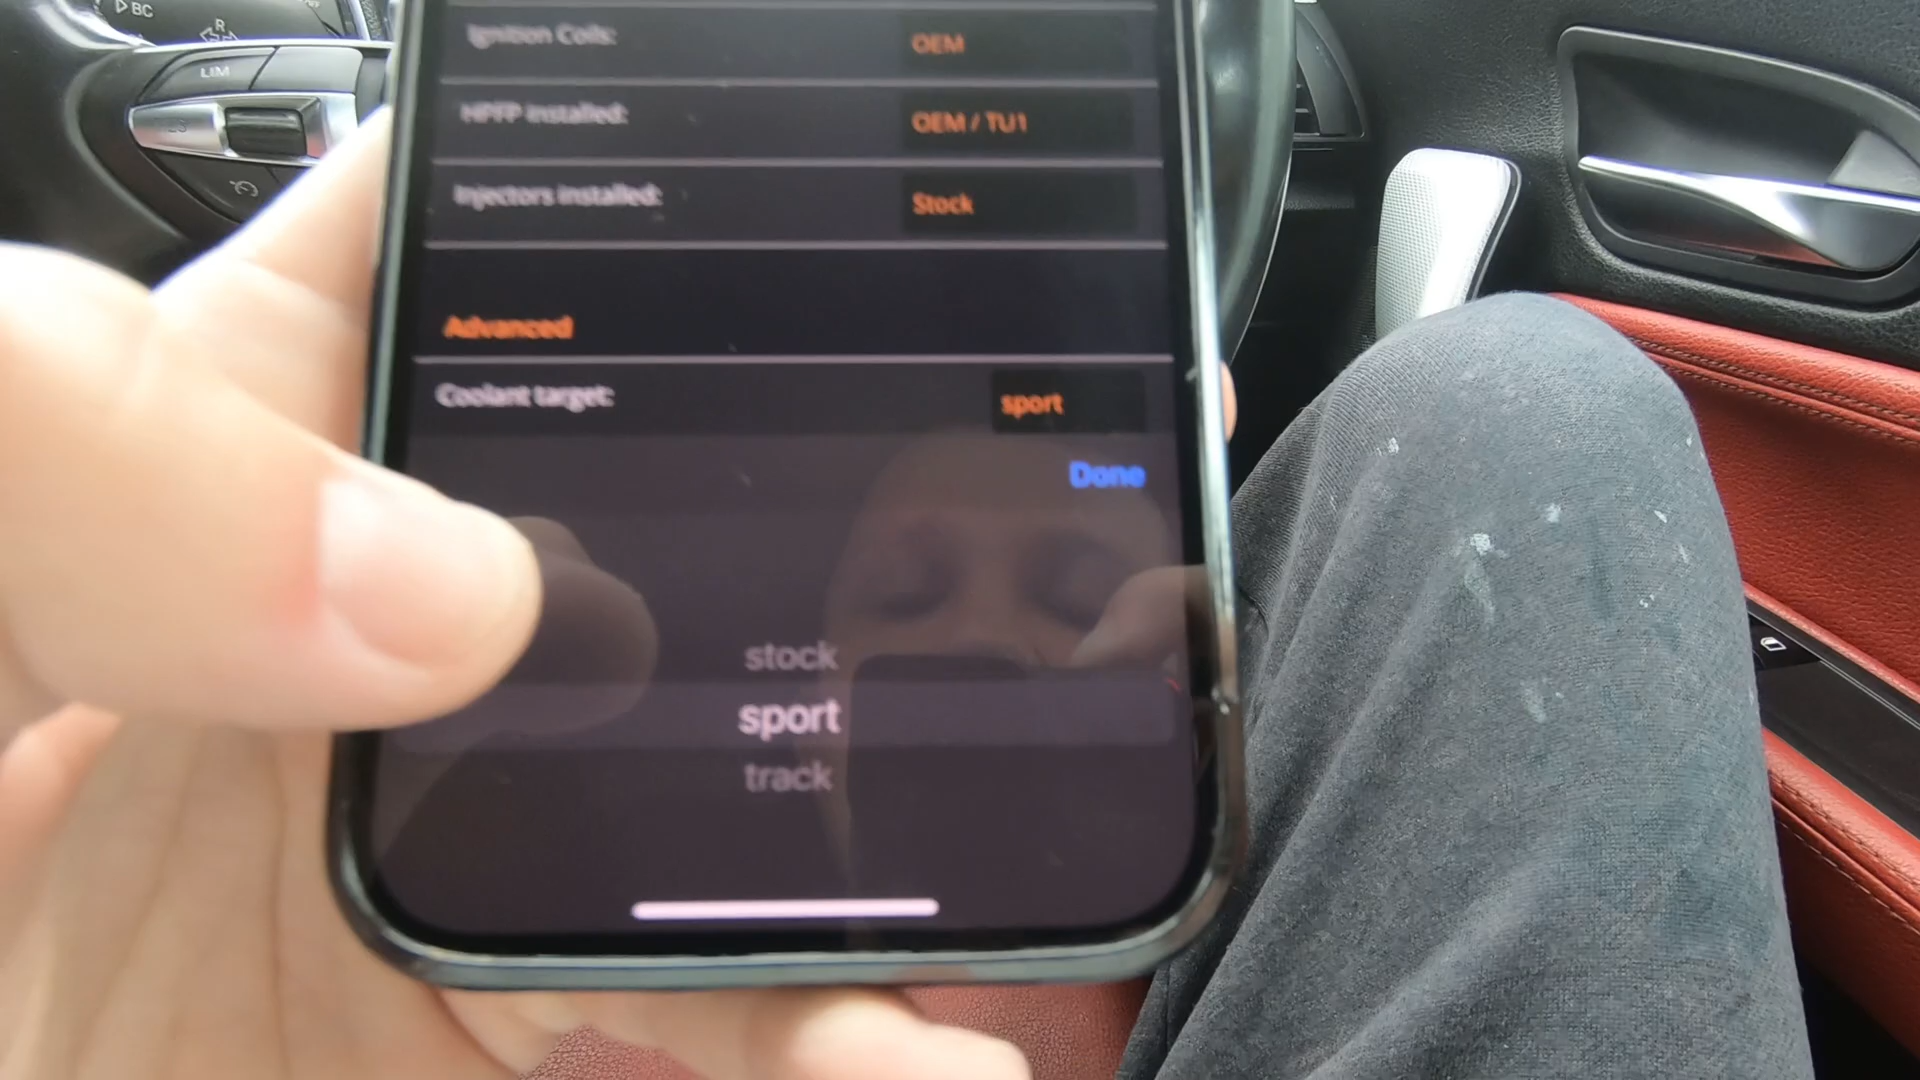 BC
R
LIM
Ignition Coils: OEM
HPFP installed: OEM / TU1
Injectors installed: Stock
Advanced
Coolant target: sport
Done
stock
sport
track